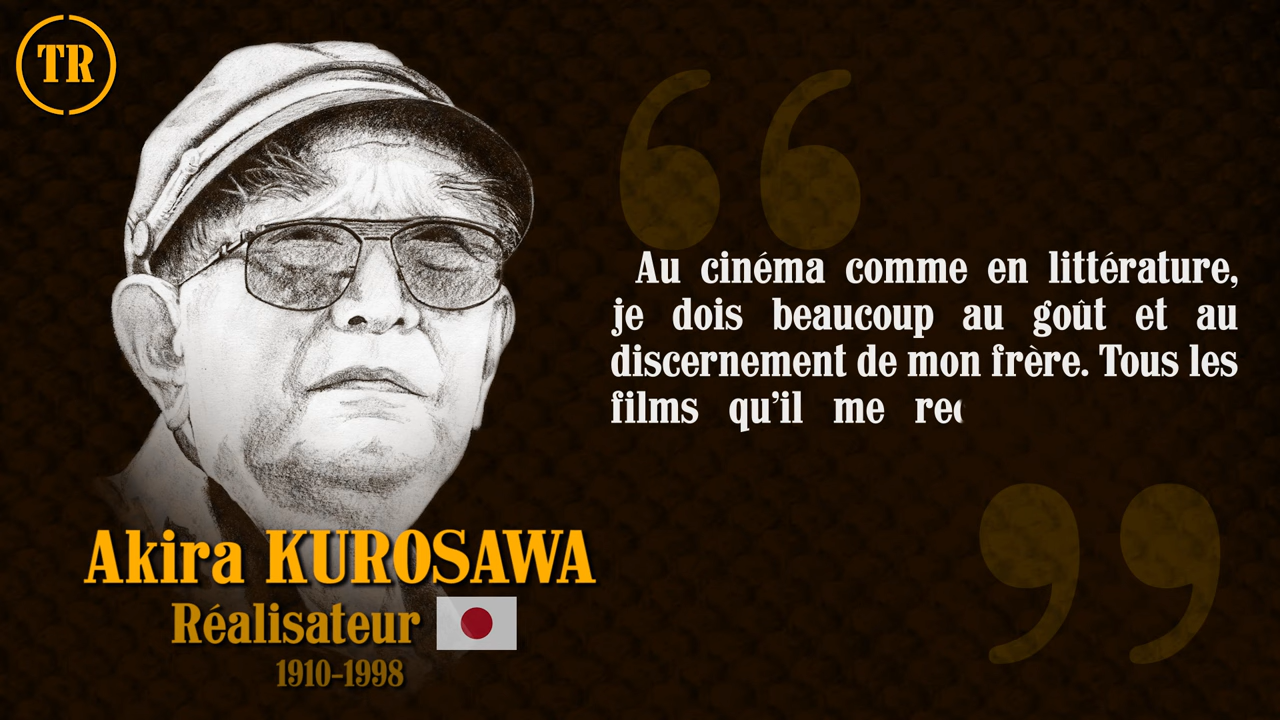 TR
Au cinéma comme en littérature,
je dois beaucoup au goût et au
discernement de mon frère. Tous les
films qu’il me
Akira KUROSAWA
Réalisateur
1910-1998